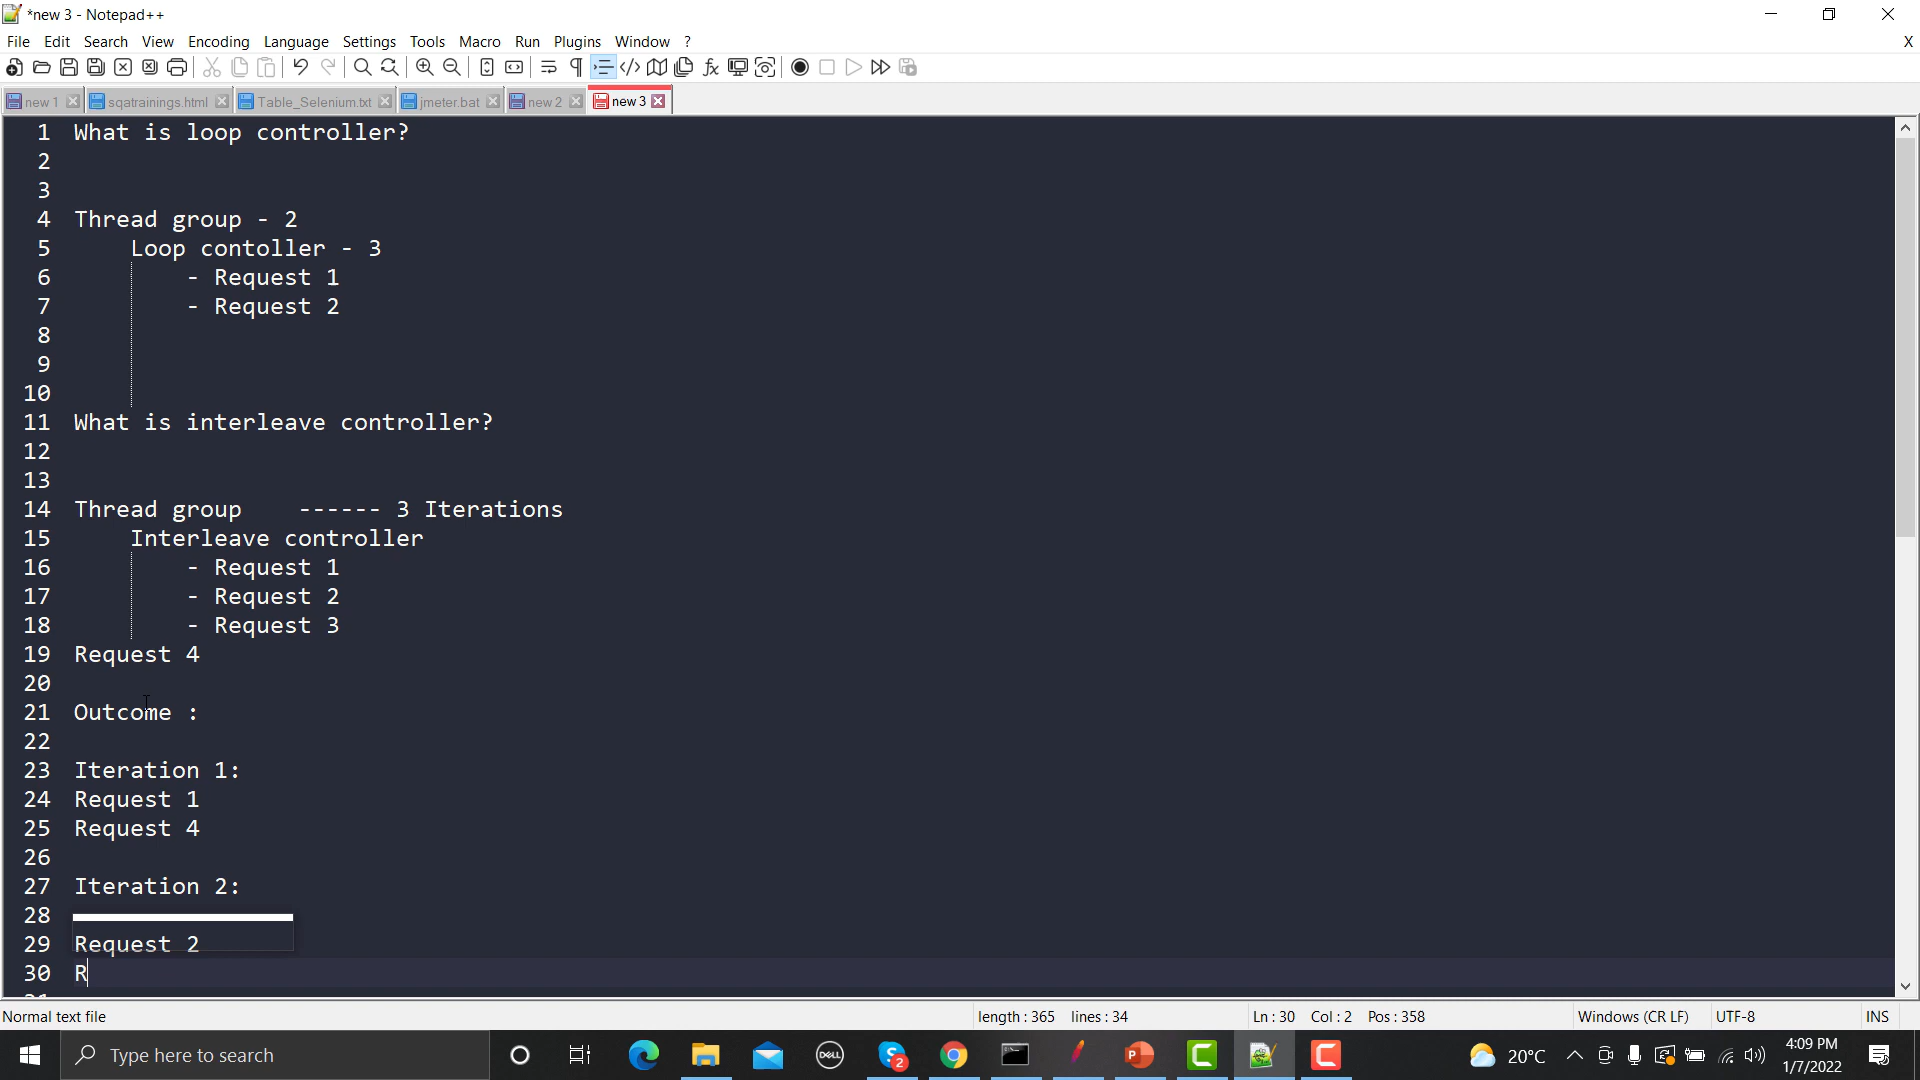 *new 3 - Notepad++
File Edit Search View Encoding Language Settings Tools Macro Run Plugins Window ? X
new 1 sqatrainings.html Table_Selenium.txt jmeter.bat new 2 new 3
1 What is loop controller?
2
3
4 Thread group - 2
5 Loop contoller - 3
6 - Request 1
7 - Request 2
8
9
10
11 What is interleave controller?
12
13
14 Thread group ------ 3 Iterations
15 Interleave controller
16 - Request 1
17 - Request 2
18 - Request 3
19 Request 4
20
21 Outcome :
22
23 Iteration 1:
24 Request 1
25 Request 4
26
27 Iteration 2:
28
29 Request 2
30 R
Normal text file length : 365 lines : 34 Ln : 30 Col : 2 Pos : 358 Windows (CR LF) UTF-8 INS
Type here to search DELL 2 20°C 4:09 PM
1/7/2022